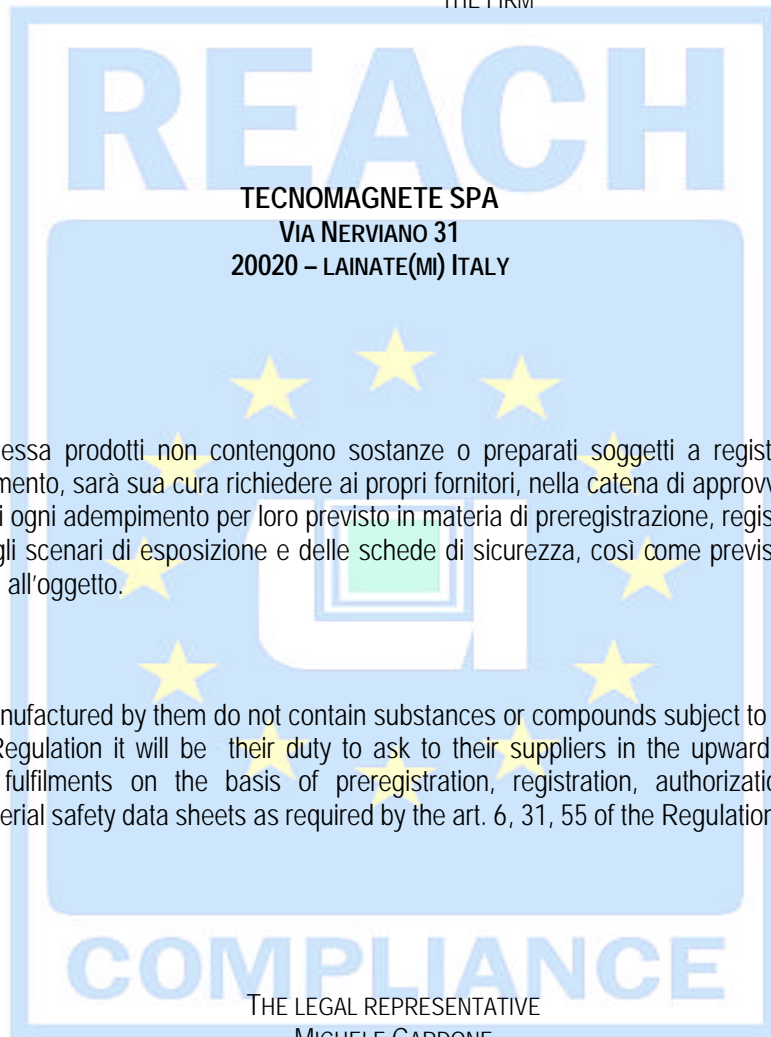 THE FIRM
REACH
TECNOMAGNETE SPA
VIA NERVIANO 31
20020 – LAINATE(MI) ITALY
essa prodotti non contengono sostanze o preparati soggetti a regist
mento, sarà sua cura richiedere ai propri fornitori, nella catena di approvv
i ogni adempimento per loro previsto in materia di preregistrazione, regis
gli scenari di esposizione e delle schede di sicurezza, così come previs
all'oggetto.
nufactured by them do not contain substances or compounds subject to
Regulation it will be their duty to ask to their suppliers in the upward
fulfilments on the basis of preregistration, registration, authorizatio
erial safety data sheets as required by the art. 6, 31, 55 of the Regulation
COMPLIANCE
THE LEGAL REPRESENTATIVE
MICHELE CARDONE